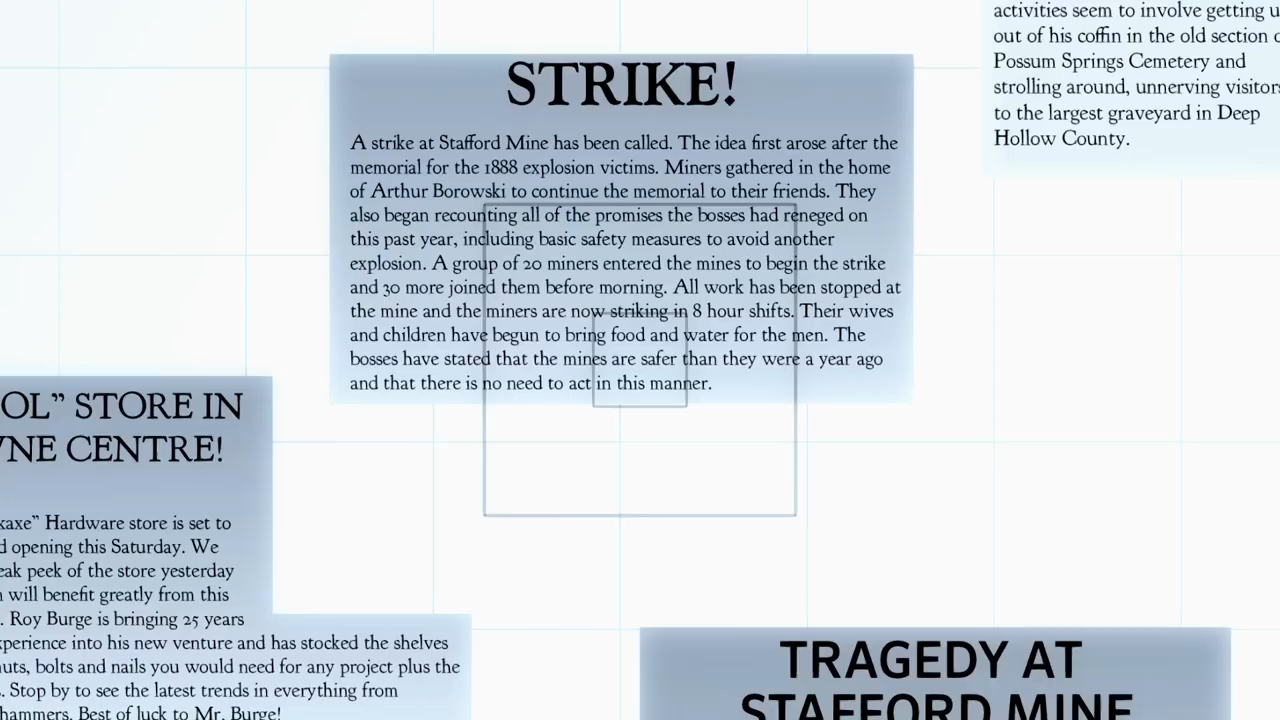 activities seem to involve getting
out of his coffin in the old section
Possum Springs Cemetery and
strolling around, unnerving visitors
to the largest graveyard in Deep
Hollow County.
STRIKE!
A strike at Stafford Mine has been called. The idea first arose after the
memorial for the 1888 explosion victims. Miners gathered in the home
of Arthur Borowski to continue the memorial to their friends. They
also began recounting all of the promises the bosses had reneged on
this past year, including basic safety measures to avoid another
explosion. A group of 20 miners entered the mines to begin the strike
and 30 more joined them before morning. All work has been stopped at
the mine and the miners are now striking in 8 hour shifts. Their wives
and children have begun to bring food and water for the men. The
bosses have stated that the mines are safer than they were a year ago
and that there is no need to act in this manner.
OL” STORE IN
NE CENTRE!
kaxe” Hardware store is set to
d opening this Saturday. We
eak peek of the store yesterday
will benefit greatly from this
. Roy Burge is bringing 25 years
xperience into his new venture and has stocked the shelves
nuts, bolts and nails you would need for any project plus the
. Stop by to see the latest trends in everything from
hammers. Best of luck to Mr. Burge!
TRAGEDY AT
STAFFORD MINE